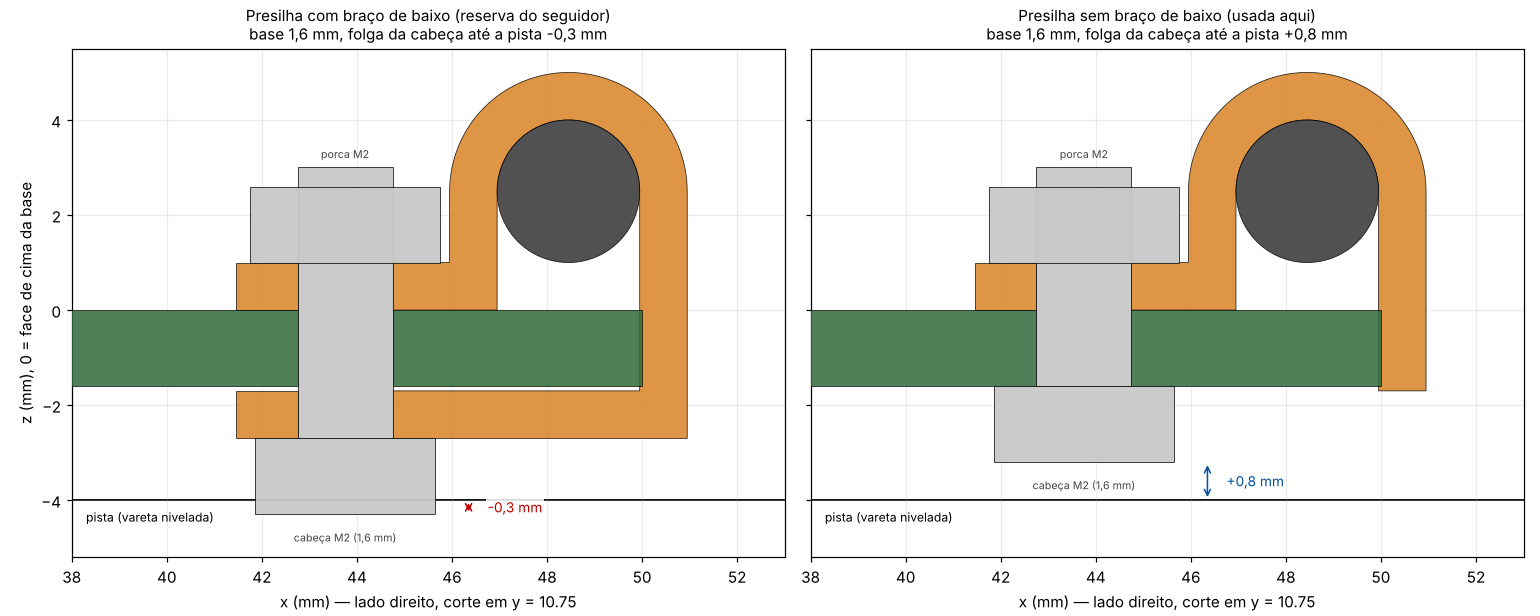 Presilha com braço de baixo (reserva do seguidor)
base 1,6 mm, folga da cabeça até a pista -0,3 mm
porca M2
-0,3 mm
pista (vareta nivelada)
cabeça M2 (1,6 mm)
4
2
0
−2
−4
z (mm), 0 = face de cima da base
38
40
42
44
46
48
50
52
x (mm) — lado direito, corte em y = 10.75
Presilha sem braço de baixo (usada aqui)
base 1,6 mm, folga da cabeça até a pista +0,8 mm
porca M2
+0,8 mm
cabeça M2 (1,6 mm)
pista (vareta nivelada)
38
40
42
44
46
48
50
52
x (mm) — lado direito, corte em y = 10.75